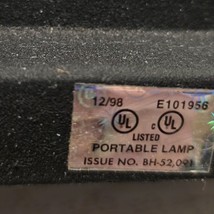 12/98 E101956
UL c UL
LISTED
PORTABLE LAMP
ISSUE NO. BH-52,091